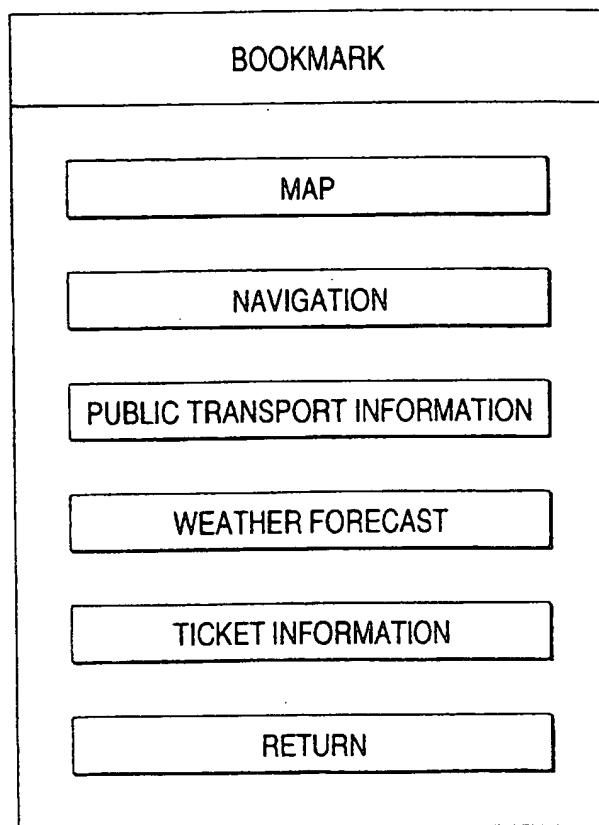 BOOKMARK
MAP
NAVIGATION
PUBLIC TRANSPORT INFORMATION
WEATHER FORECAST
TICKET INFORMATION
RETURN